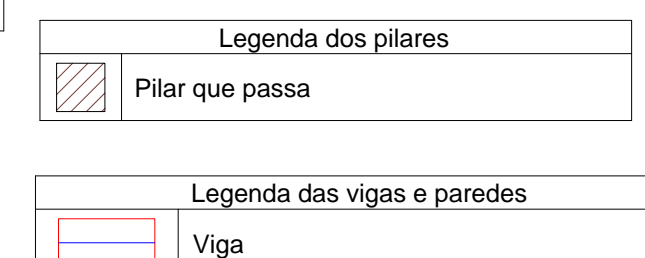 Legenda dos pilares
Pilar que passa
Legenda das vigas e paredes
Viga